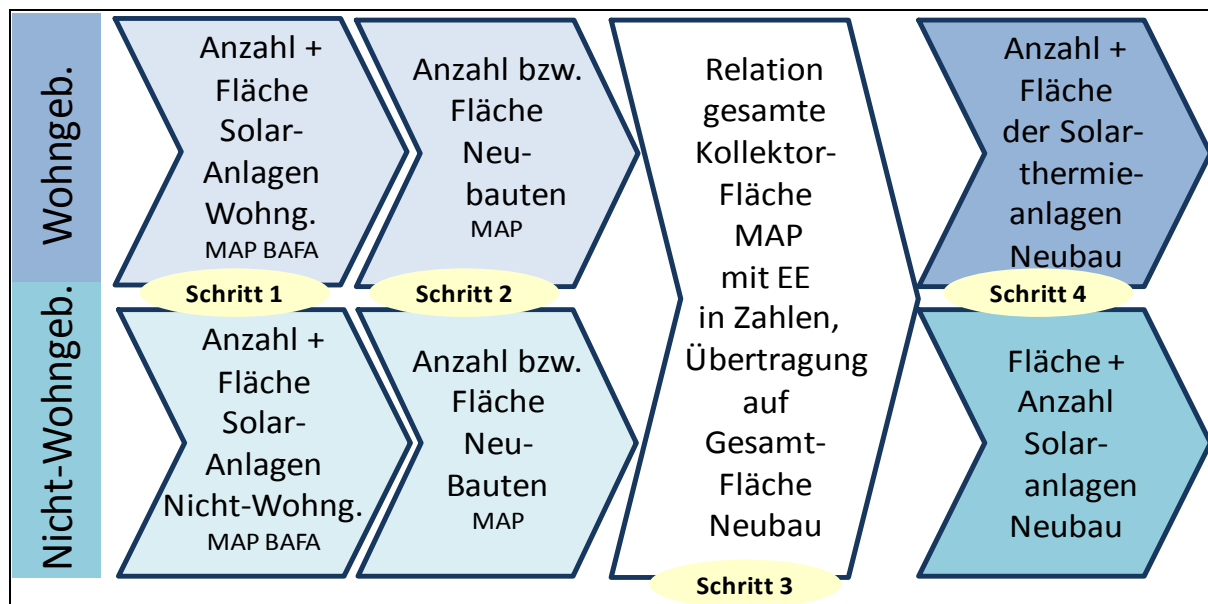 Wohngeb.
Anzahl +
Fläche
Solar-
Anlagen
Wohng.
MAP BAFA
Anzahl bzw.
Fläche
Neu-
bauten
MAP
Relation
gesamte
Kollektor-
Fläche
MAP
mit EE
in Zahlen,
Übertragung
auf
Gesamt-
Fläche
Neubau
Anzahl +
Fläche
der Solar-
thermie-
anlagen
Neubau
Schritt 1
Schritt 2
Schritt 3
Schritt 4
Nicht-Wohngeb.
Anzahl +
Fläche
Solar-
Anlagen
Nicht-Wohng.
MAP BAFA
Anzahl bzw.
Fläche
Neu-
Bauten
MAP
Fläche +
Anzahl
Solar-
anlagen
Neubau